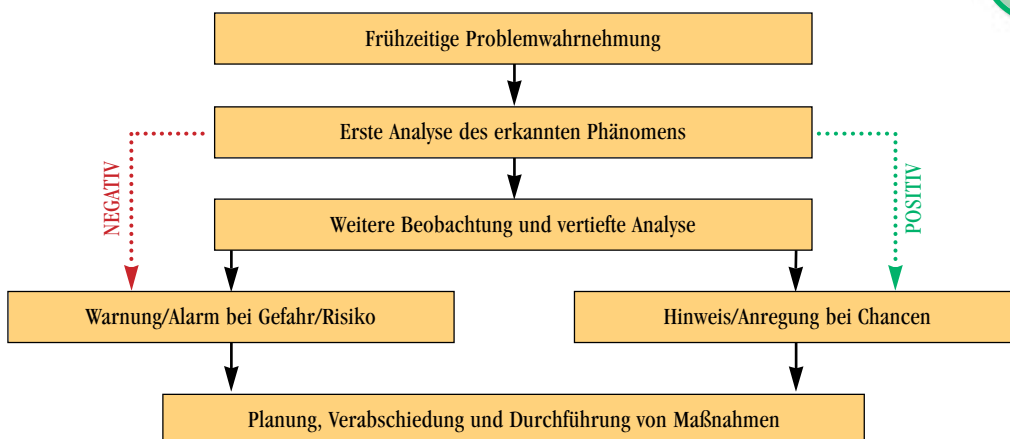 Frühzeitige Problemwahrnehmung
Erste Analyse des erkannten Phänomens
NEGATIV
POSITIV
Weitere Beobachtung und vertiefte Analyse
Warnung/Alarm bei Gefahr/Risiko
Hinweis/Anregung bei Chancen
Planung, Verabschiedung und Durchführung von Maßnahmen